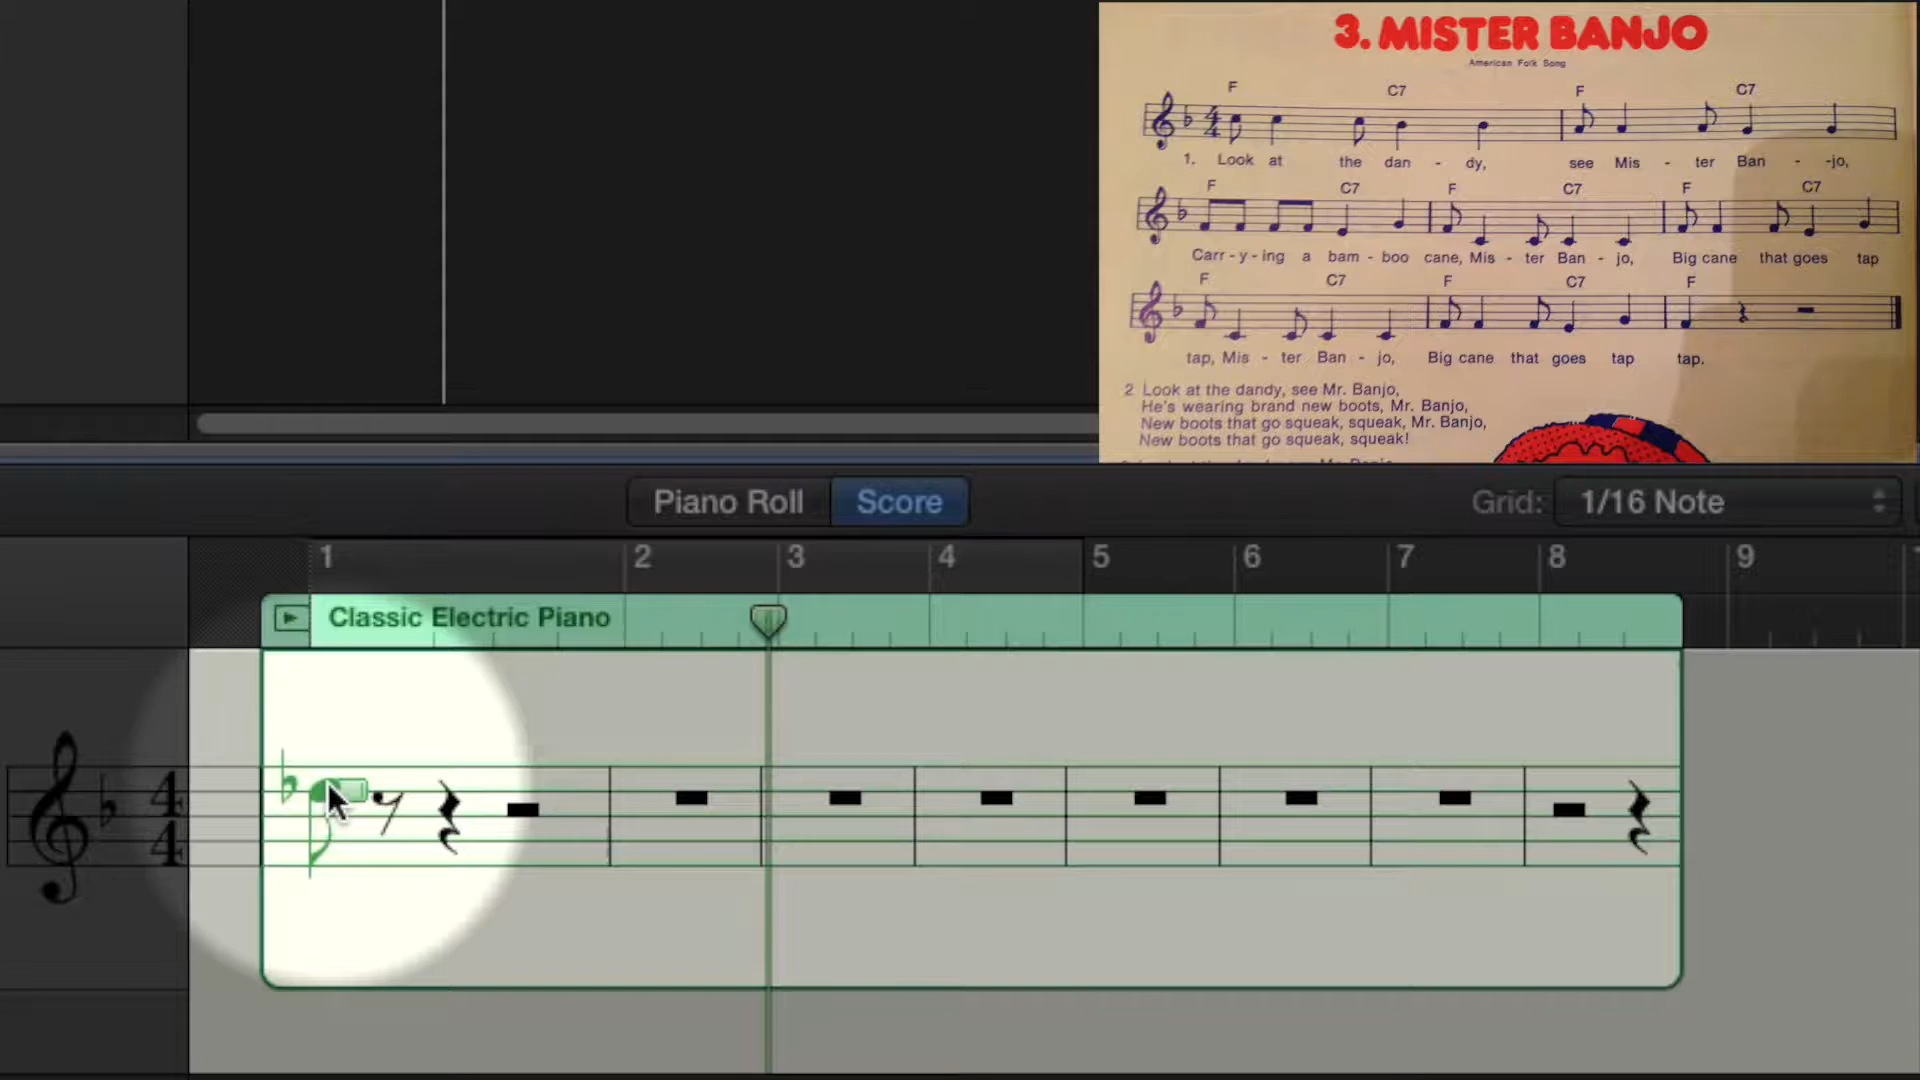 3. MISTER BANJO
American Folk Song
F C7 F C7
1. Look at the dan - dy, see Mis - ter Ban - -jo,
F C7 F C7 F C7
Carr-y-ing a bam-boo cane, Mis - ter Ban - jo, Big cane that goes tap
F C7 F C7 F
tap, Mis - ter Ban - jo, Big cane that goes tap tap.
2 Look at the dandy, see Mr. Banjo,
He's wearing brand new boots, Mr. Banjo,
New boots that go squeak, squeak, Mr. Banjo,
New boots that go squeak, squeak!
Piano Roll Score Grid: 1/16 Note
1 2 3 4 5 6 7 8 9
Classic Electric Piano
4
4